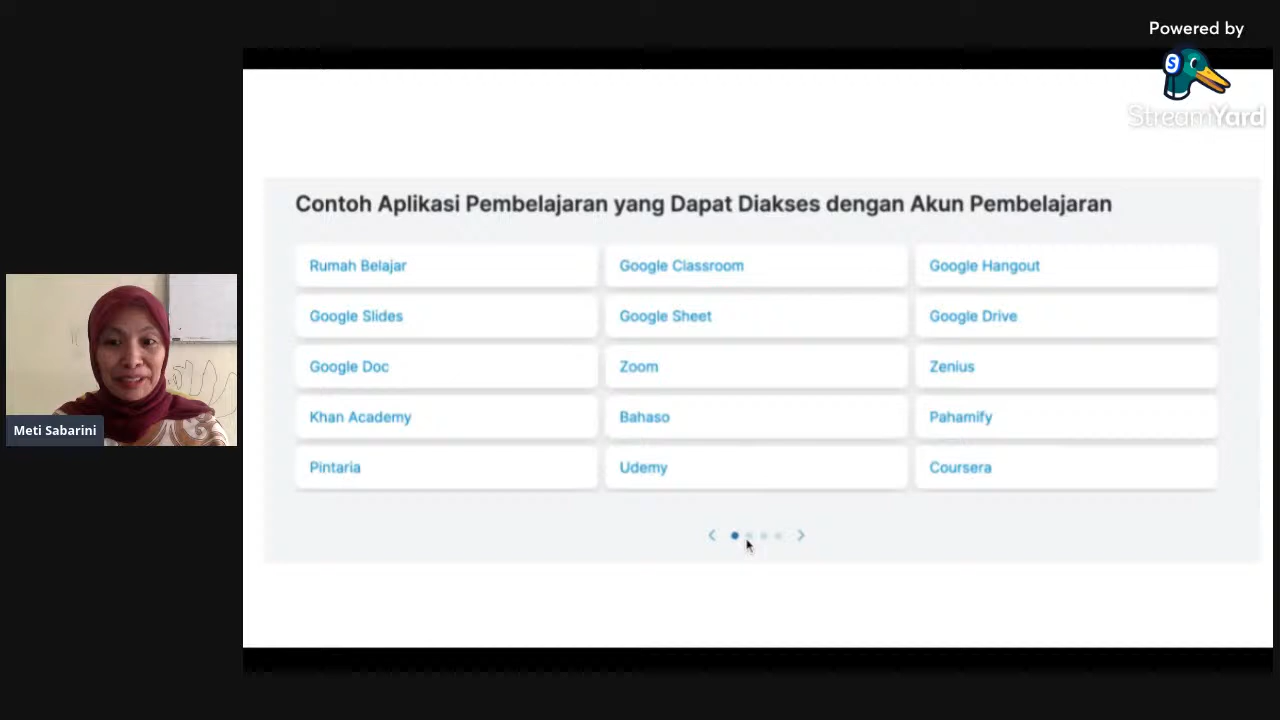 Powered by
StreamYard
Contoh Aplikasi Pembelajaran yang Dapat Diakses dengan Akun Pembelajaran
Rumah Belajar Google Classroom Google Hangout
Google Slides Google Sheet Google Drive
Google Doc Zoom Zenius
Khan Academy Bahaso Pahamify
Pintaria Udemy Coursera
Meti Sabarini